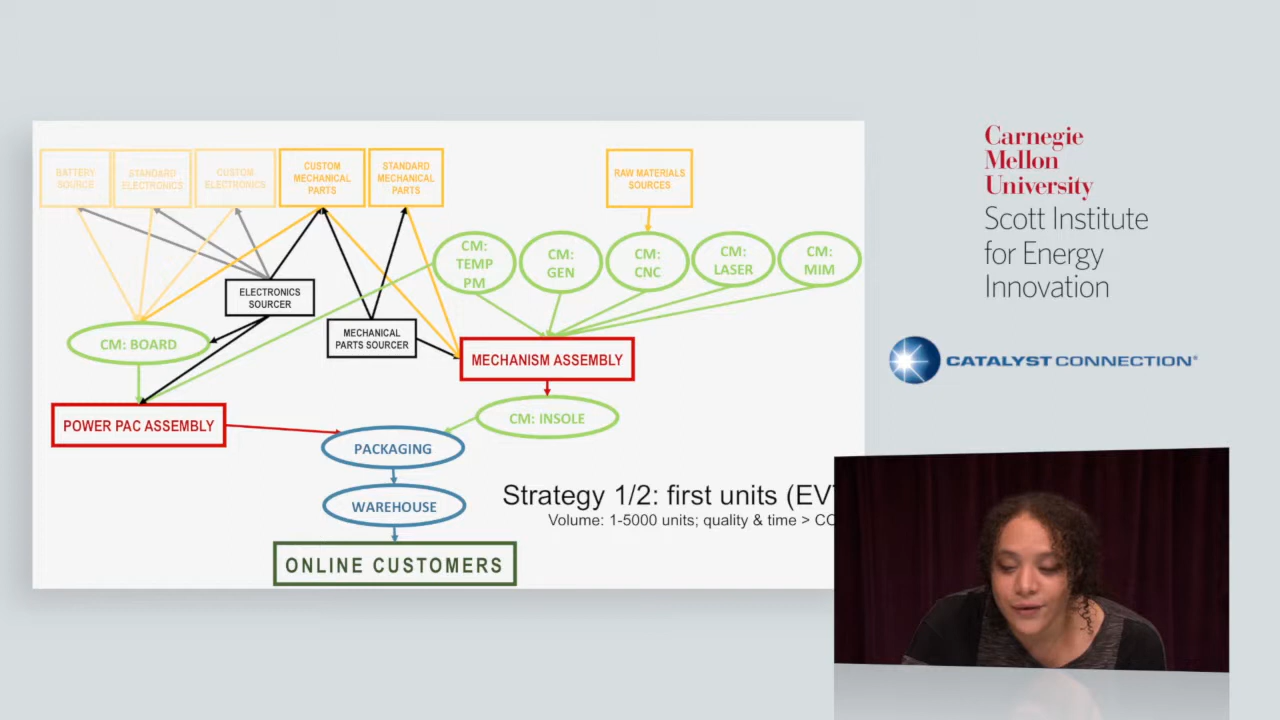 BATTERY
SOURCE
STANDARD
ELECTRONICS
CUSTOM
ELECTRONICS
CUSTOM
MECHANICAL
PARTS
STANDARD
MECHANICAL
PARTS
RAW MATERIALS
SOURCES
CM:
TEMP
PM
CM:
GEN
CM:
CNC
CM:
LASER
CM:
MIM
ELECTRONICS
SOURCER
MECHANICAL
PARTS SOURCER
CM: BOARD
MECHANISM ASSEMBLY
POWER PAC ASSEMBLY
CM: INSOLE
PACKAGING
WAREHOUSE
ONLINE CUSTOMERS
Strategy 1/2: first units
Volume: 1-5000 units; quality & time >
Carnegie
Mellon
University
Scott Institute
for Energy
Innovation
CATALYST CONNECTION®